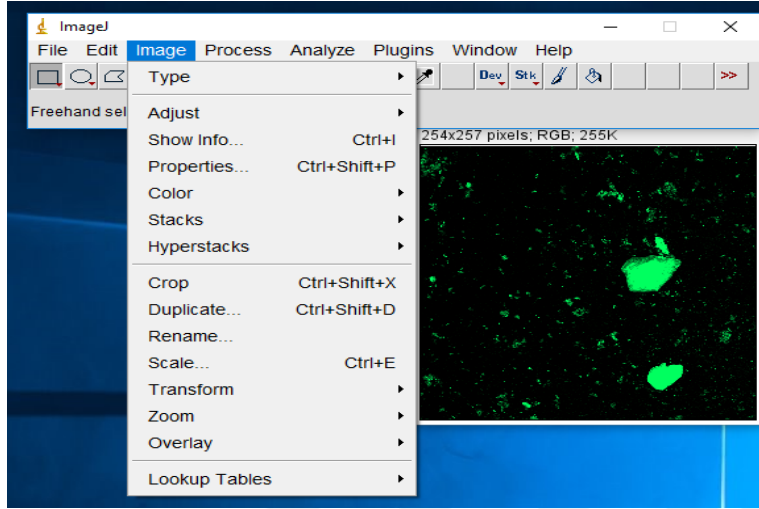 ImageJ
File Edit Image Process Analyze Plugins Window Help
Dev Stk >>
Freehand sel
254x257 pixels; RGB; 255K
Type
Adjust
Show Info... Ctrl+I
Properties... Ctrl+Shift+P
Color
Stacks
Hyperstacks
Crop Ctrl+Shift+X
Duplicate... Ctrl+Shift+D
Rename...
Scale... Ctrl+E
Transform
Zoom
Overlay
Lookup Tables